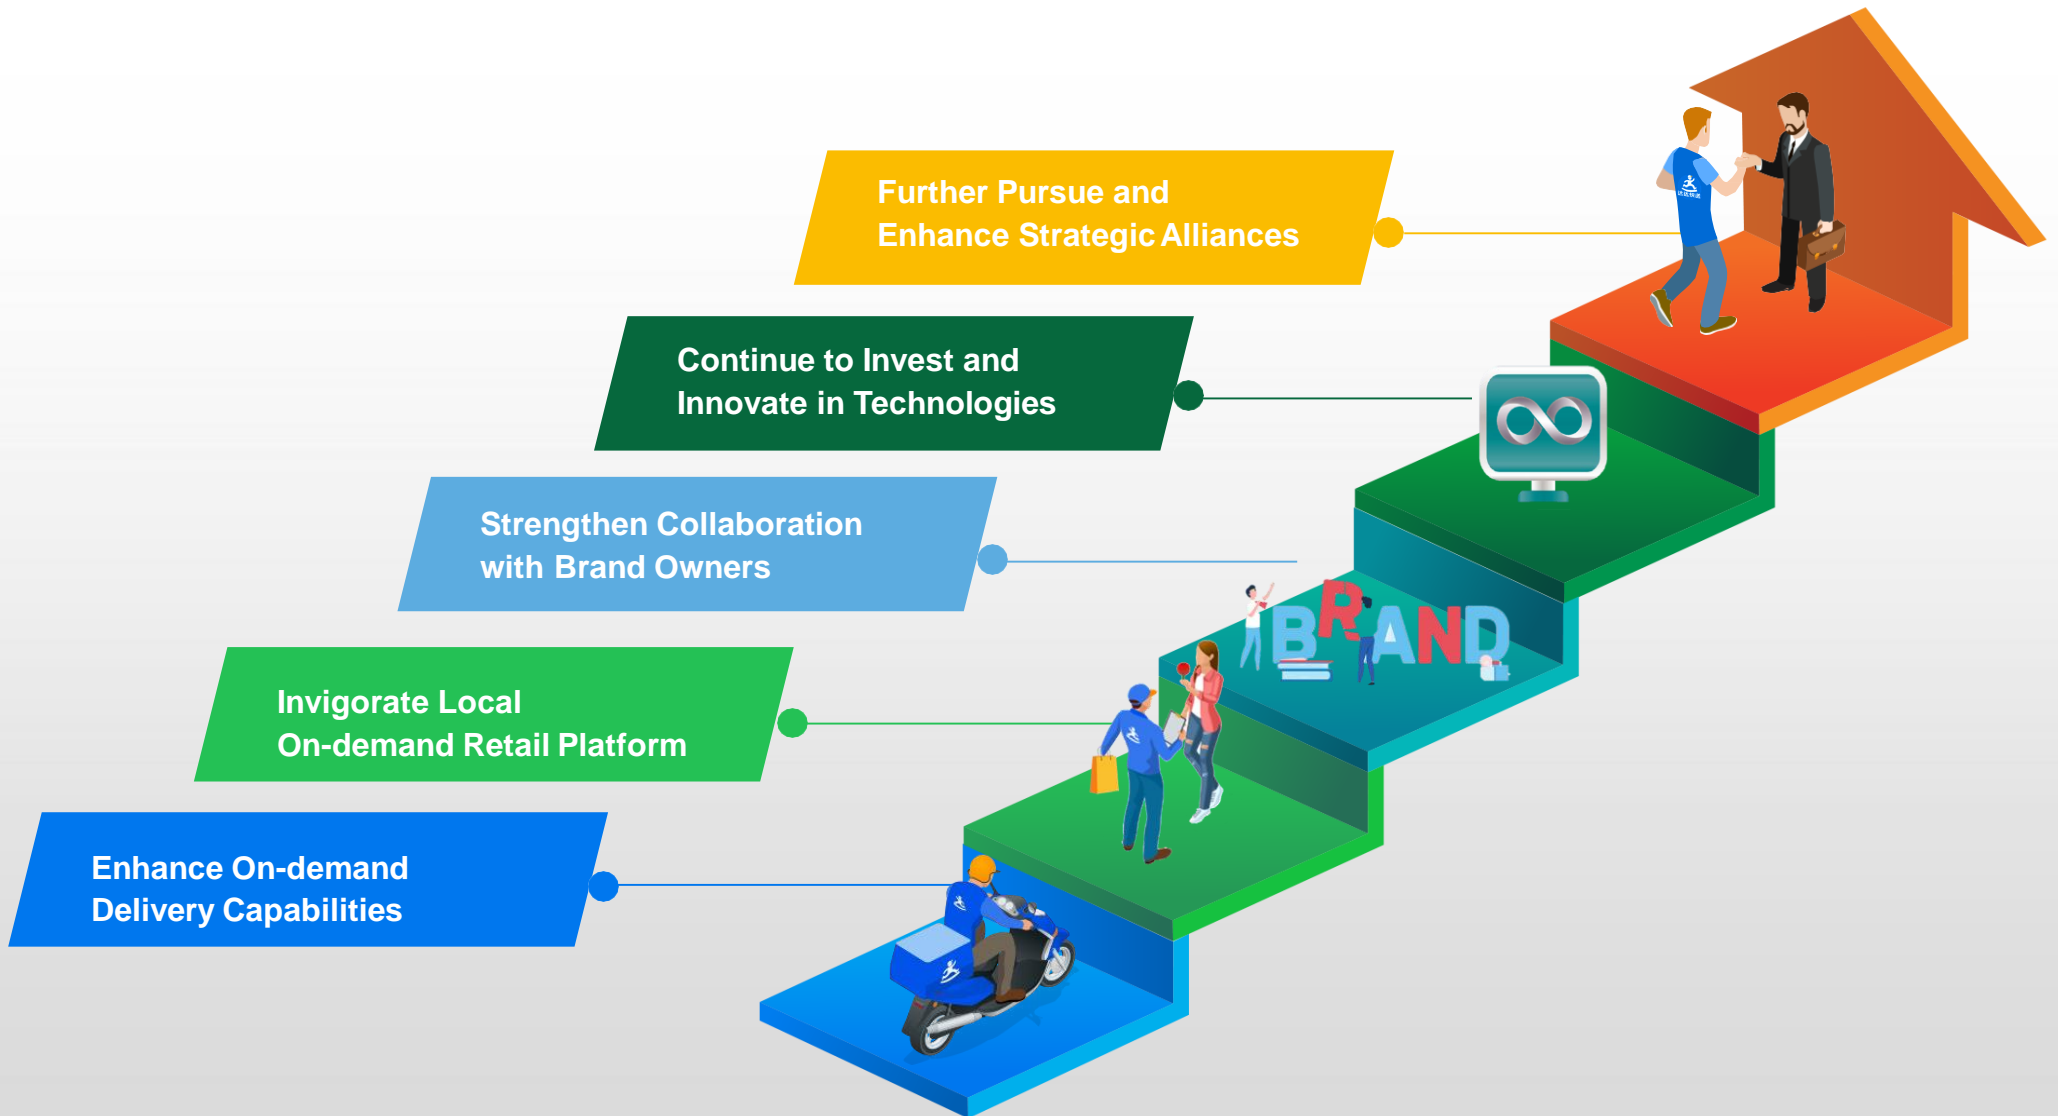 Further Pursue and
Enhance Strategic Alliances
Continue to Invest and
Innovate in Technologies
Strengthen Collaboration
with Brand Owners
BRAND
Invigorate Local
On-demand Retail Platform
Enhance On-demand
Delivery Capabilities